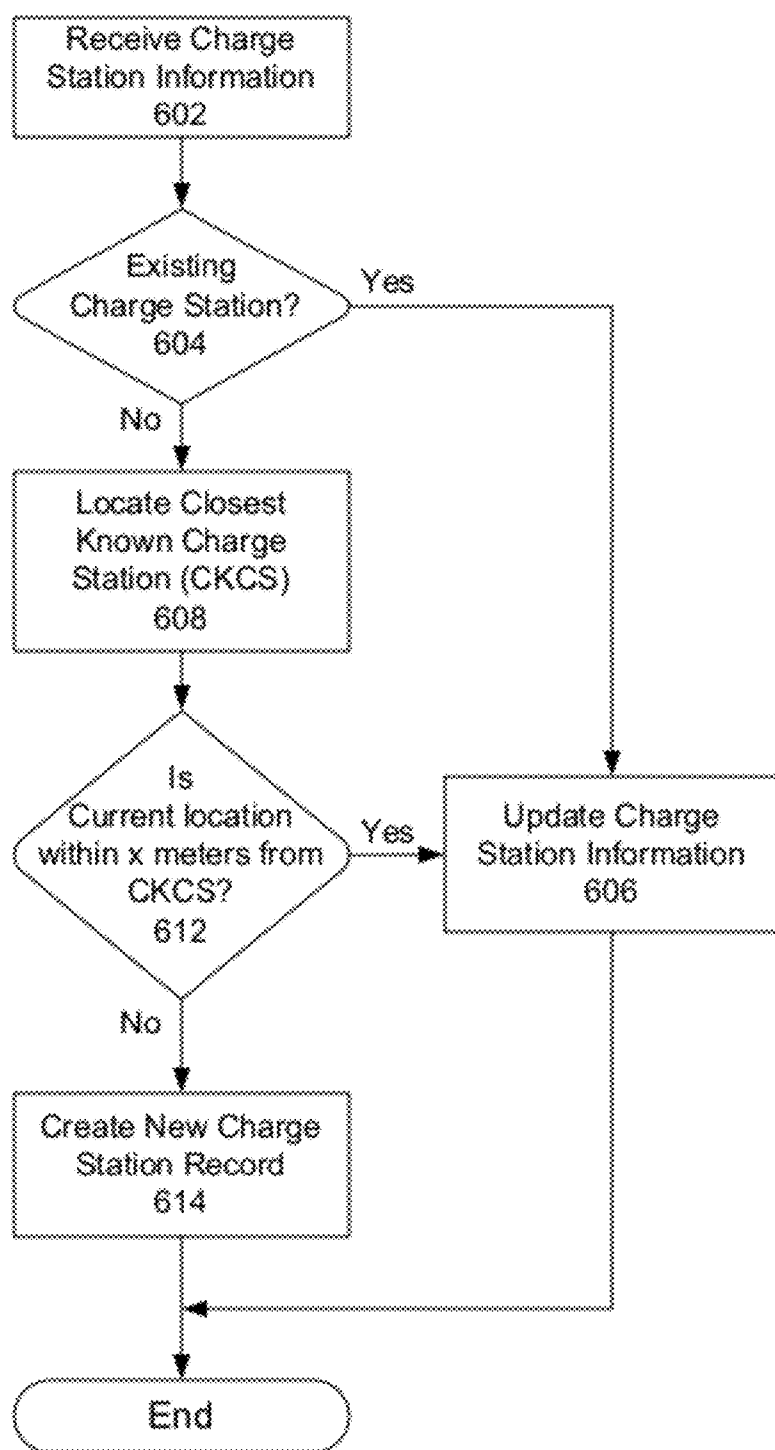 Receive Charge
Station Information
602
Existing
Charge Station?
604
Yes
No
Locate Closest
Known Charge
Station (CKCS)
608
Is
Current location
within x meters from
CKCS?
612
Yes
Update Charge
Station Information
606
No
Create New Charge
Station Record
614
End